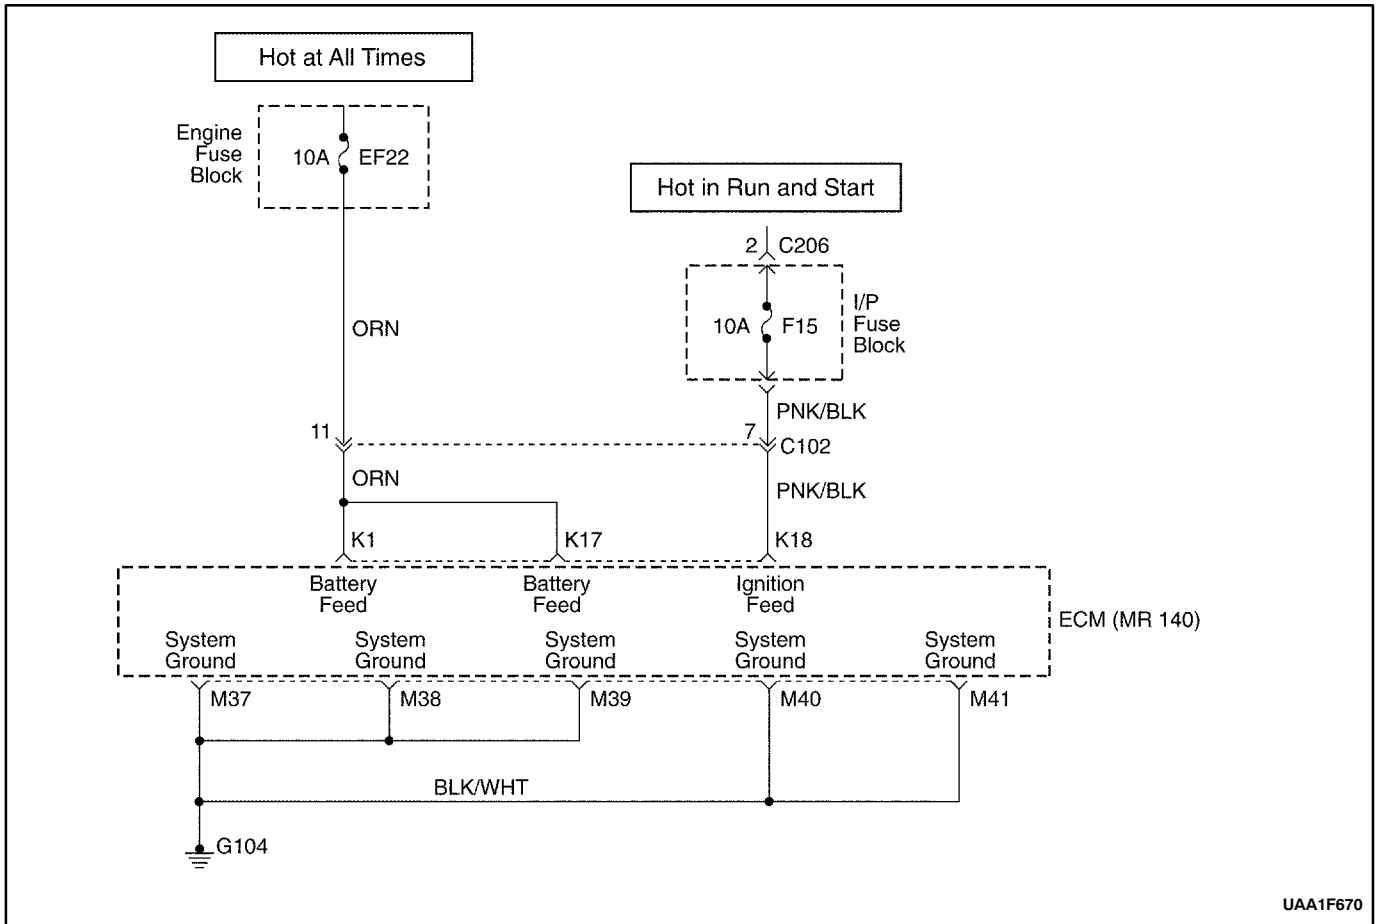 Hot at All Times
Engine
Fuse
Block
10A
EF22
Hot in Run and Start
2
C206
I/P
Fuse
Block
10A
F15
ORN
PNK/BLK
11
7
C102
ORN
PNK/BLK
K1
K17
K18
Battery
Feed
Battery
Feed
Ignition
Feed
ECM (MR 140)
System
Ground
System
Ground
System
Ground
System
Ground
System
Ground
M37
M38
M39
M40
M41
BLK/WHT
G104
UAA1F670